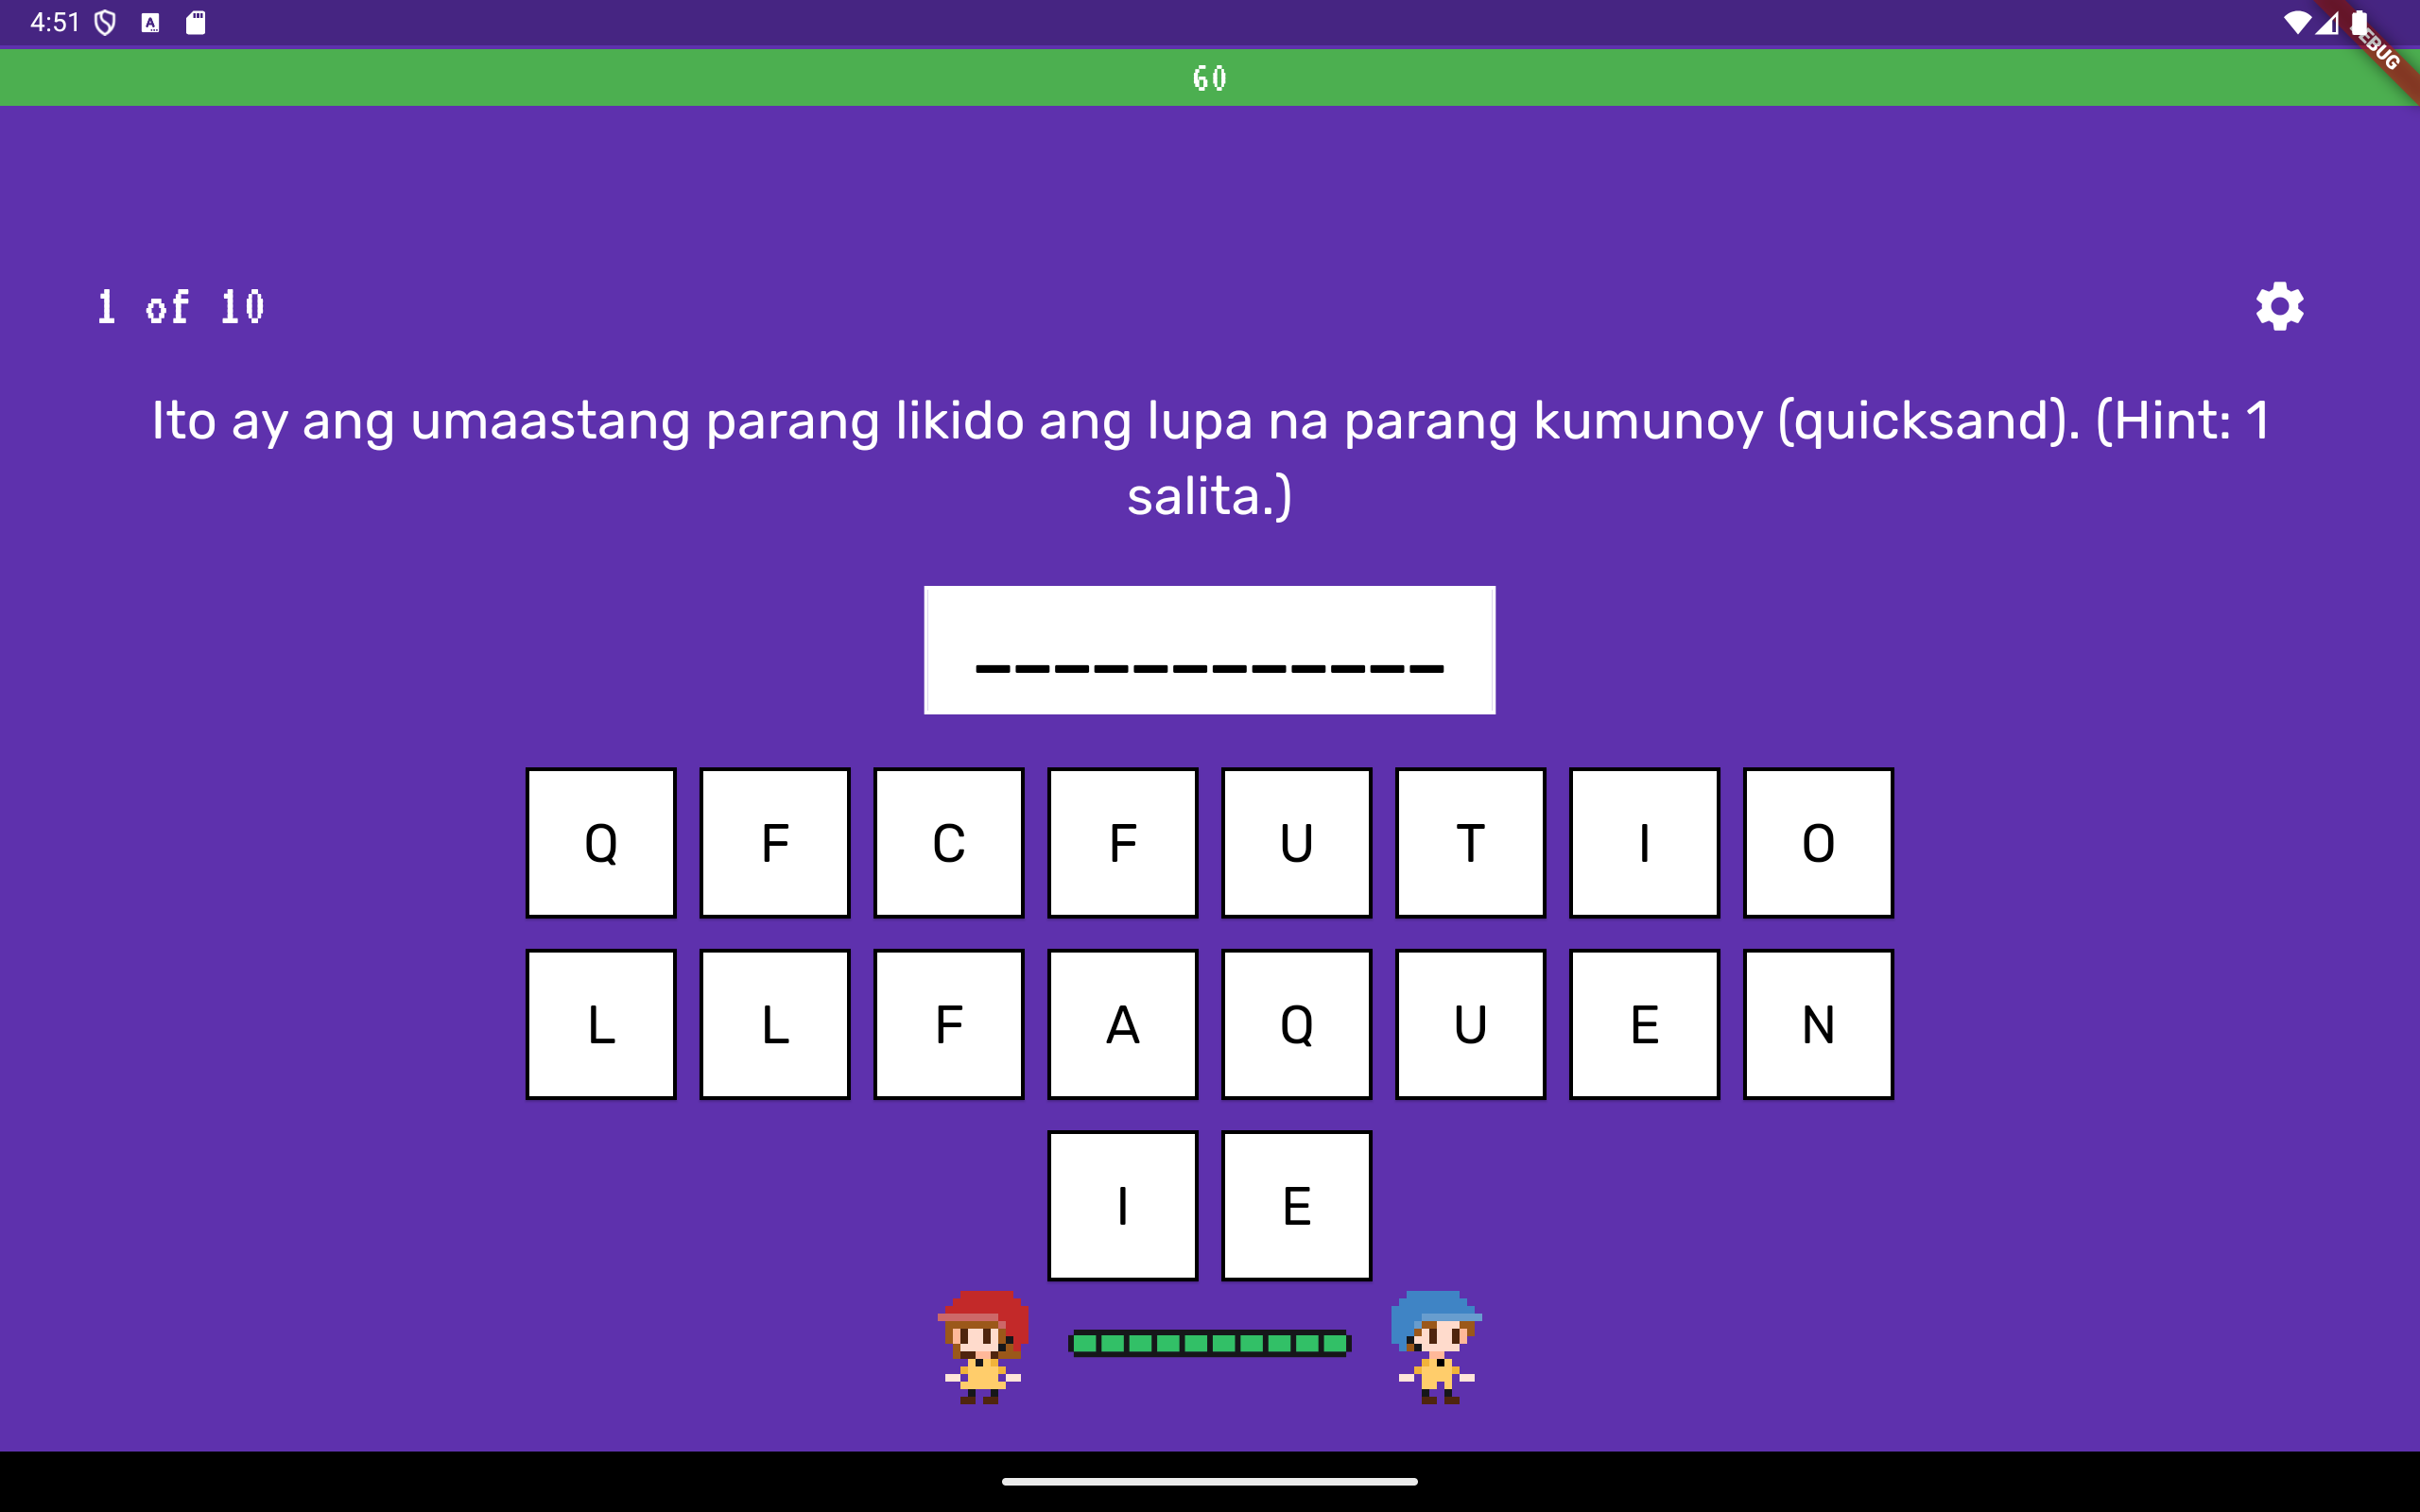 4:51
DEBUG
60
1 of 10
Ito ay ang umaastang parang likido ang lupa na parang kumunoy (quicksand). (Hint: 1
salita.)
____________
Q F C F U T I O
L L F A Q U E N
I E